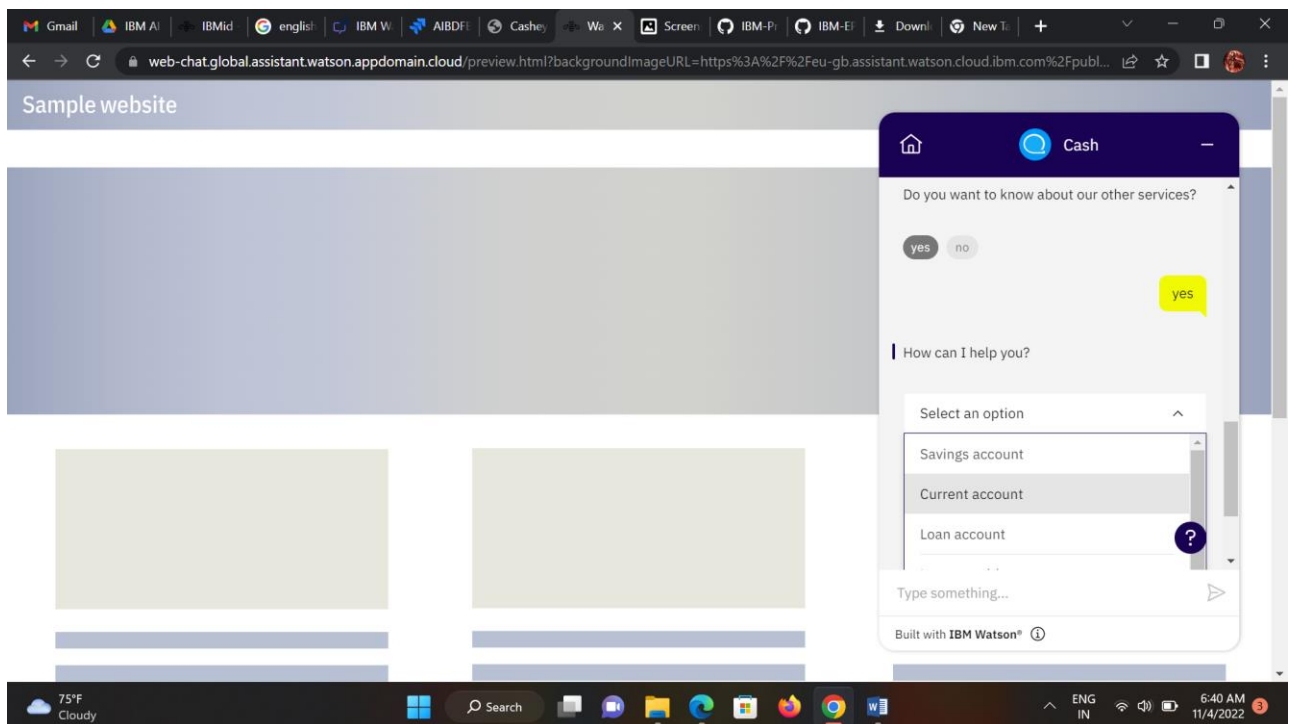 Gmail IBM AI IBMid english IBM W AIBDFE Cashey Wa Screen IBM-Pr IBM-EF Downl New Ta
web-chat.global.assistant.watson.appdomain.cloud/preview.html?backgroundImageURL=https%3A%2F%2Feu-gb.assistant.watson.cloud.ibm.com%2Fpubl...
Sample website
Cash
Do you want to know about our other services?
yes no
yes
How can I help you?
Select an option
Savings account
Current account
Loan account
?
Type something...
Built with IBM Watson®
75°F
Cloudy
Search
ENG
IN
6:40 AM
11/4/2022
3